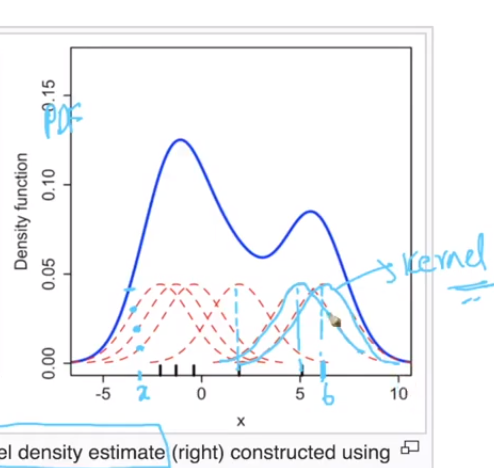 0.15
PDF
0.10
Density function
0.05
kernel
0.00
-5
0
5
6
10
x
el density estimate (right) constructed using